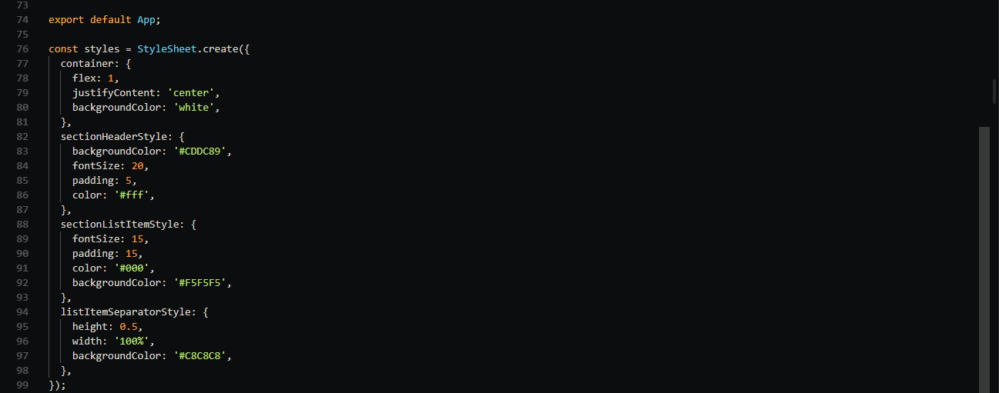 73
74 export default App;
75
76 const styles = StyleSheet.create({
77   container: {
78     flex: 1,
79     justifyContent: 'center',
80     backgroundColor: 'white',
81   },
82   sectionHeaderStyle: {
83     backgroundColor: '#CDDC89',
84     fontSize: 20,
85     padding: 5,
86     color: '#fff',
87   },
88   sectionListItemStyle: {
89     fontSize: 15,
90     padding: 15,
91     color: '#000',
92     backgroundColor: '#F5F5F5',
93   },
94   listItemSeparatorStyle: {
95     height: 0.5,
96     width: '100%',
97     backgroundColor: '#C8C8C8',
98   },
99 });